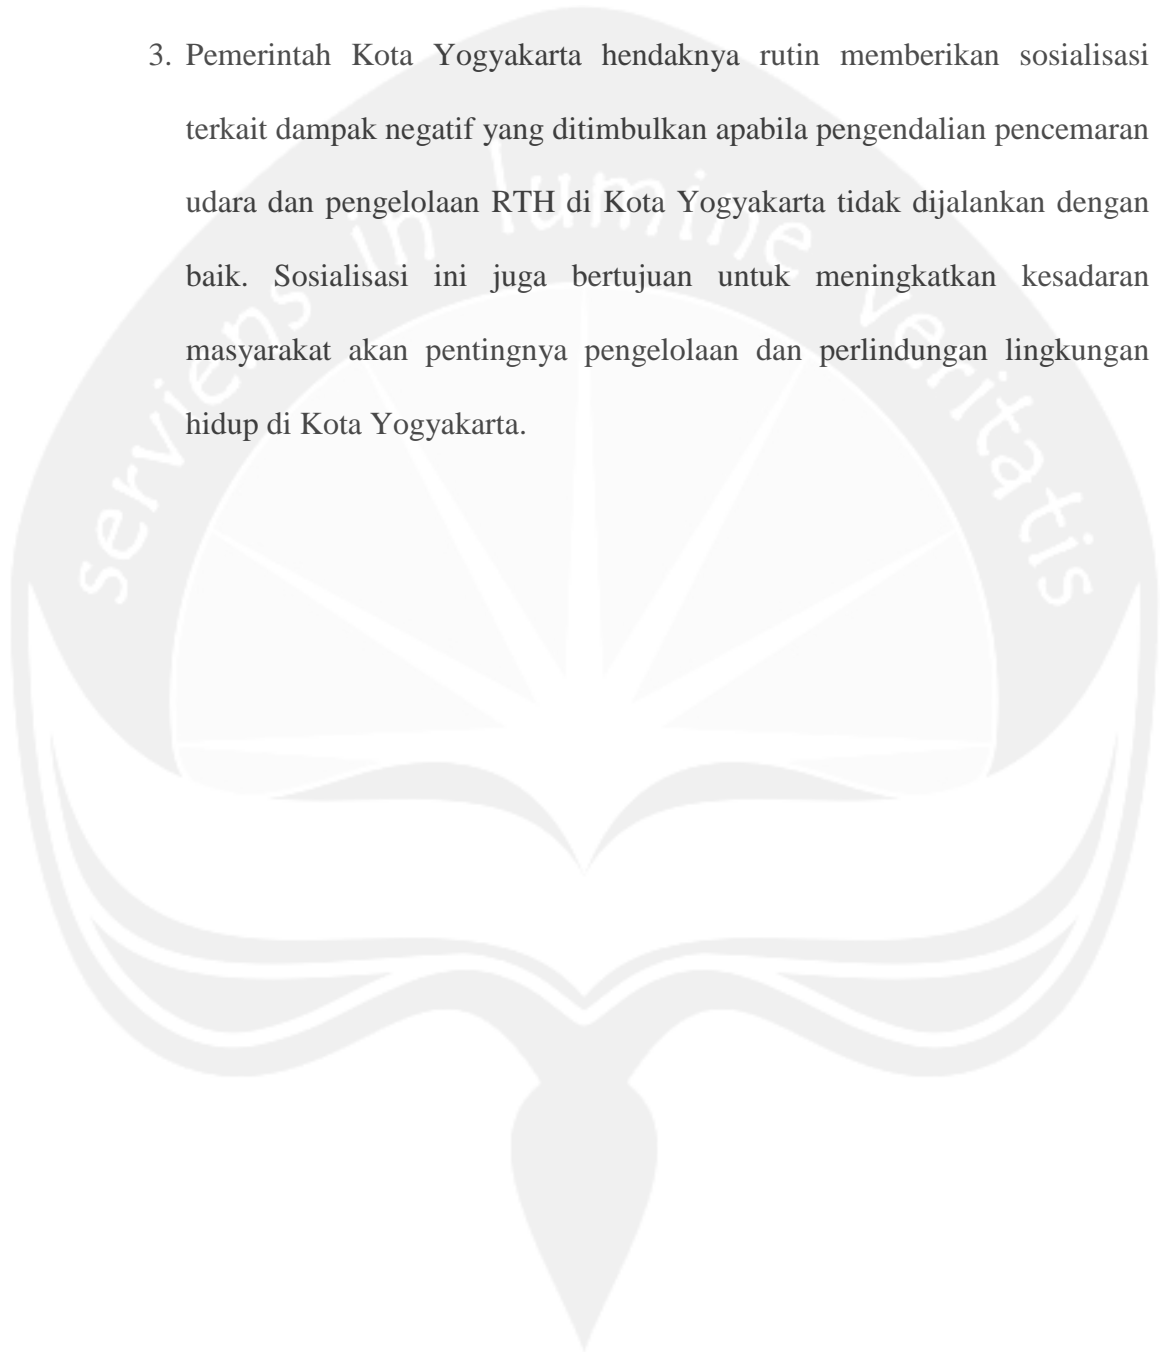 3. Pemerintah Kota Yogyakarta hendaknya rutin memberikan sosialisasi
terkait dampak negatif yang ditimbulkan apabila pengendalian pencemaran
udara dan pengelolaan RTH di Kota Yogyakarta tidak dijalankan dengan
baik. Sosialisasi ini juga bertujuan untuk meningkatkan kesadaran
masyarakat akan pentingnya pengelolaan dan perlindungan lingkungan
hidup di Kota Yogyakarta.
serviens in lumine veritatis